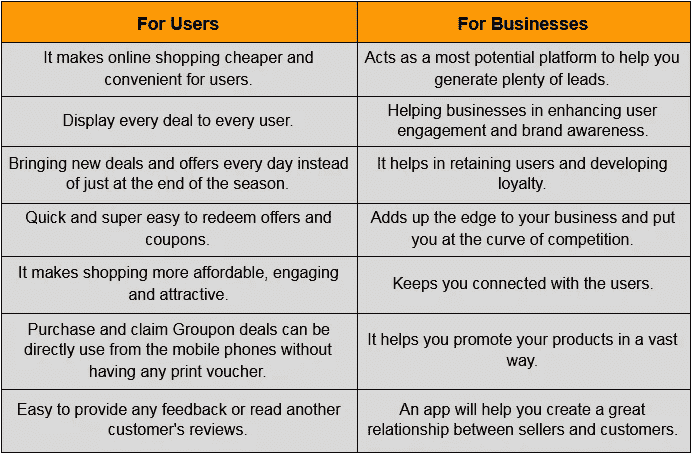 For Users
For Businesses
It makes online shopping cheaper and
convenient for users.
Acts as a most potential platform to help you
generate plenty of leads.
Display every deal to every user.
Helping businesses in enhancing user
engagement and brand awareness.
Bringing new deals and offers every day instead
of just at the end of the season.
It helps in retaining users and developing
loyalty.
Quick and super easy to redeem offers and
coupons.
Adds up the edge to your business and put
you at the curve of competition.
It makes shopping more affordable, engaging
and attractive.
Keeps you connected with the users.
Purchase and claim Groupon deals can be
directly use from the mobile phones without
having any print voucher.
It helps you promote your products in a vast
way.
Easy to provide any feedback or read another
customer's reviews.
An app will help you create a great
relationship between sellers and customers.